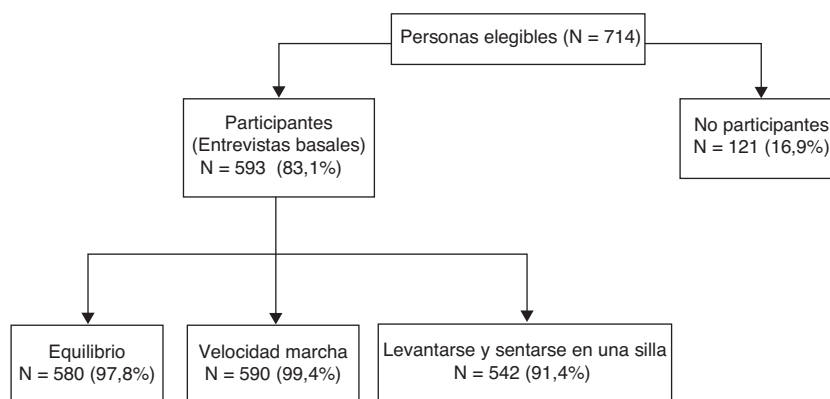 Personas elegibles (N = 714)
Participantes
(Entrevistas basales)
N = 593 (83,1%)
No participantes
N = 121 (16,9%)
Equilibrio
N = 580 (97,8%)
Velocidad marcha
N = 590 (99,4%)
Levantarse y sentarse en una silla
N = 542 (91,4%)